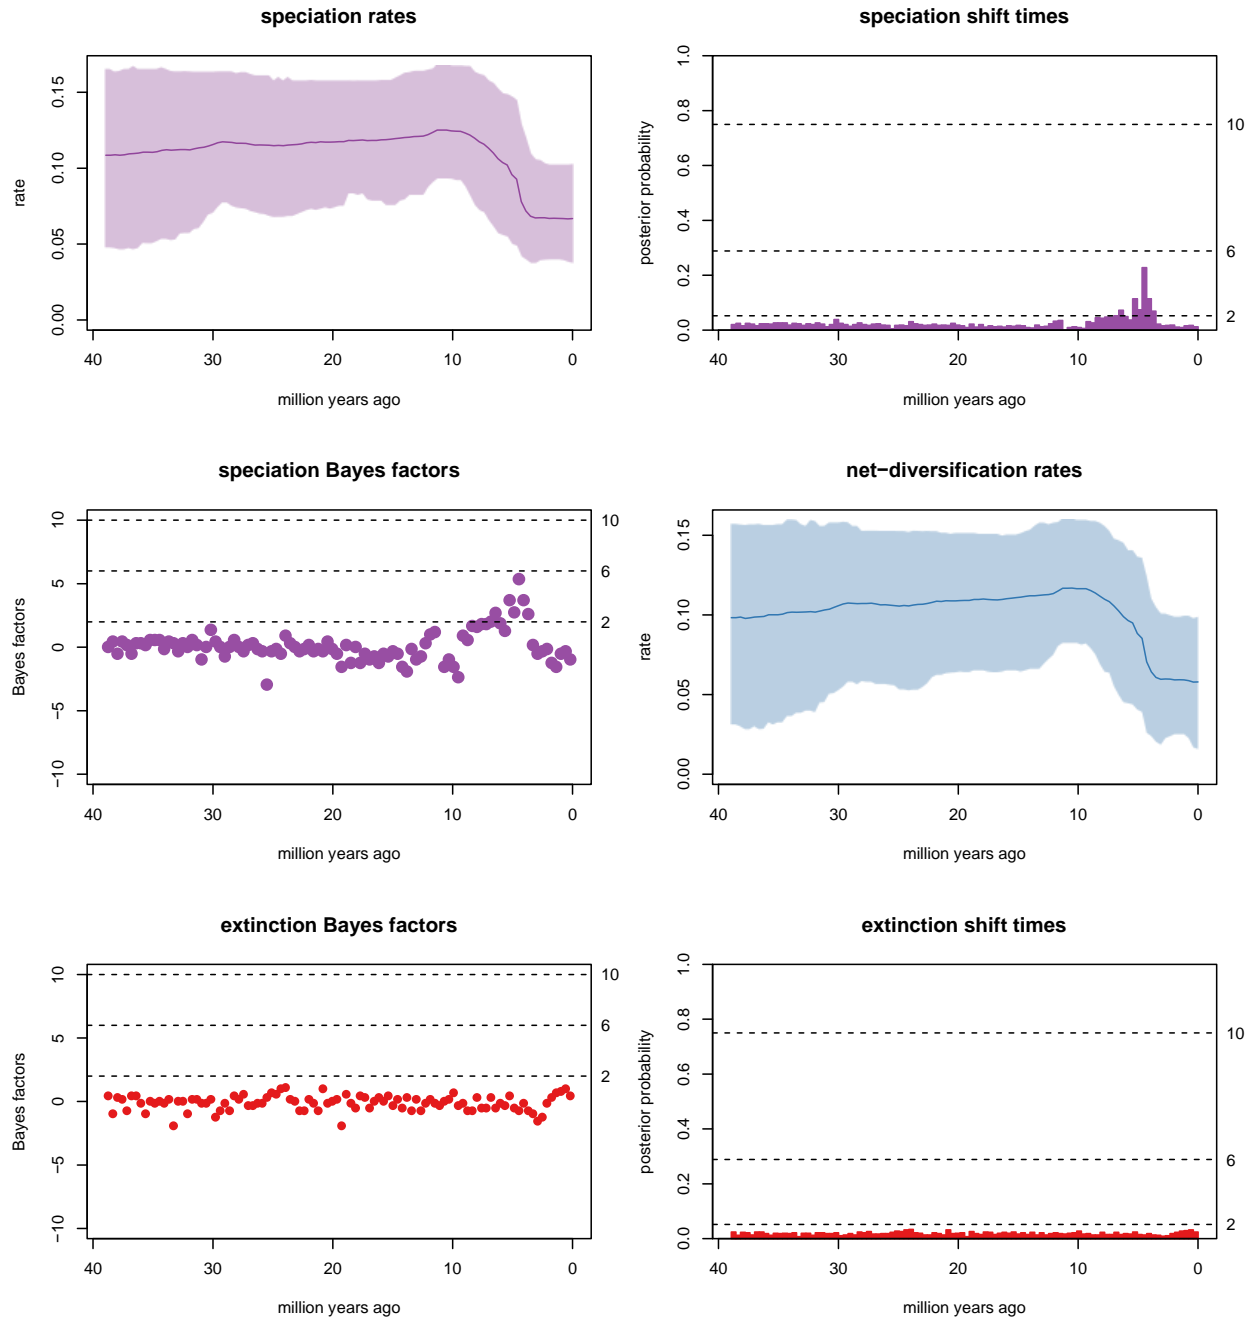 speciation rates
speciation shift times
rate
0.00 0.05 0.10 0.15
40 30 20 10 0
million years ago
posterior probability
0.0 0.2 0.4 0.6 0.8 1.0
10
6
2
40 30 20 10 0
million years ago
speciation Bayes factors
net−diversification rates
Bayes factors
−10 −5 0 5 10
10
6
2
40 30 20 10 0
million years ago
rate
0.00 0.05 0.10 0.15
40 30 20 10 0
million years ago
extinction Bayes factors
extinction shift times
Bayes factors
−10 −5 0 5 10
10
6
2
40 30 20 10 0
million years ago
posterior probability
0.0 0.2 0.4 0.6 0.8 1.0
10
6
2
40 30 20 10 0
million years ago